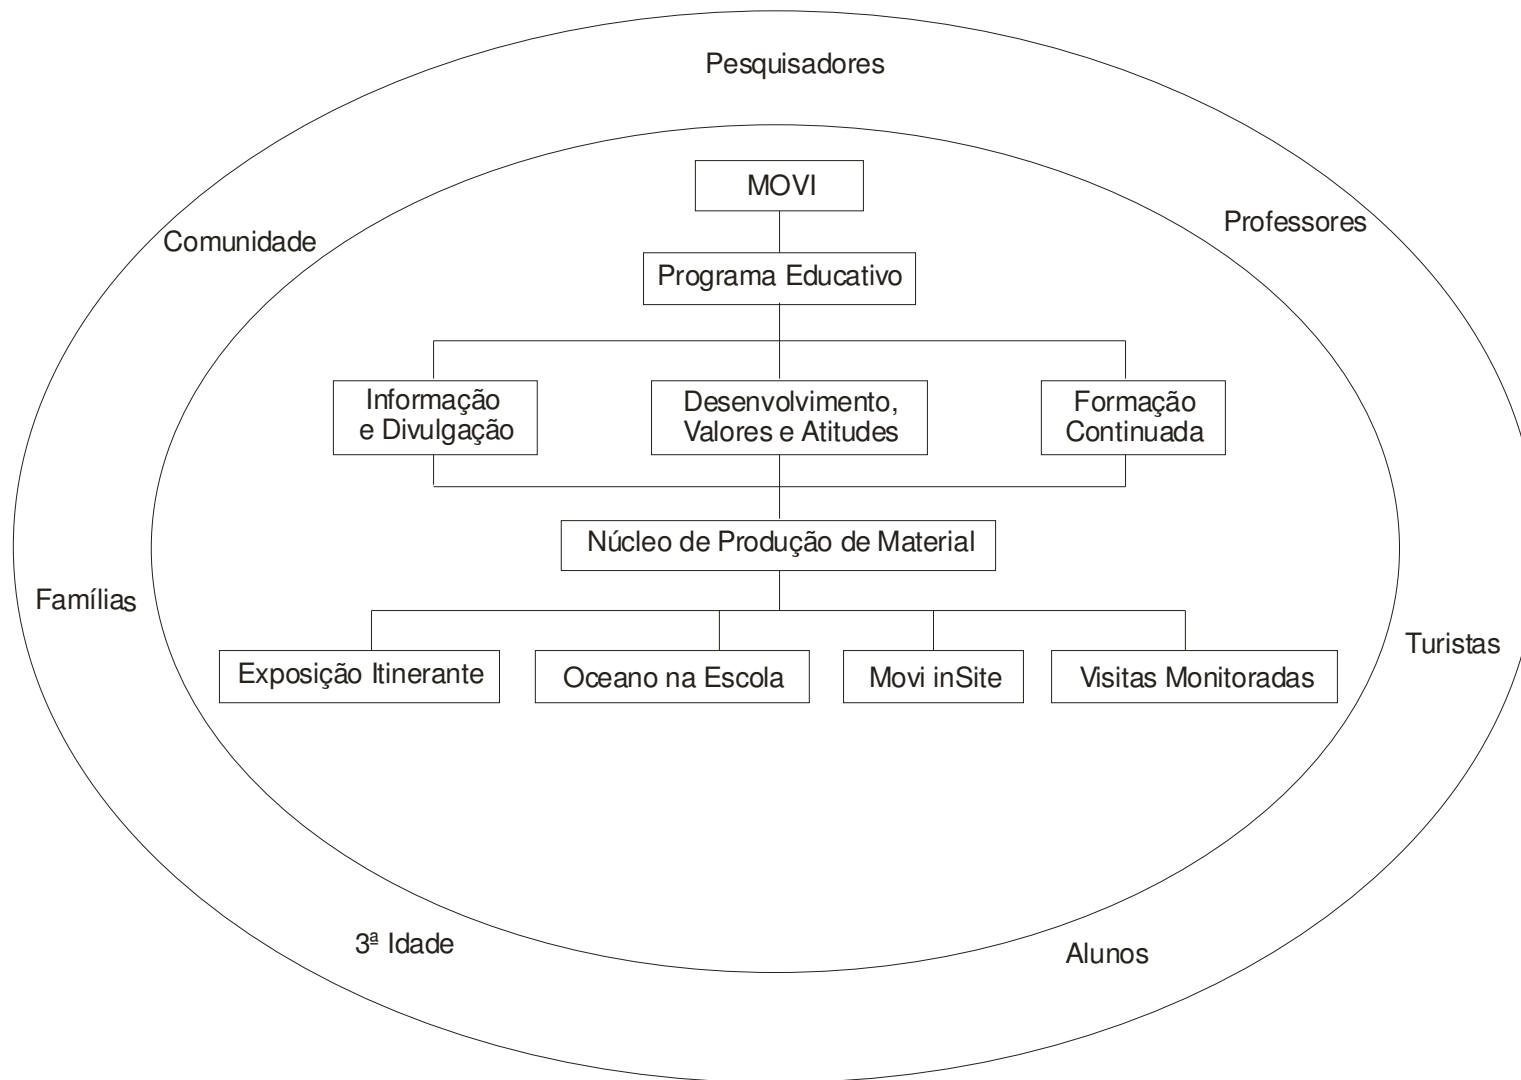 Pesquisadores
MOVI
Professores
Comunidade
Programa Educativo
Informação
e Divulgação
Desenvolvimento,
Valores e Atitudes
Formação
Continuada
Núcleo de Produção de Material
Famílias
Turistas
Exposição Itinerante
Oceano na Escola
Movi inSite
Visitas Monitoradas
3ª Idade
Alunos